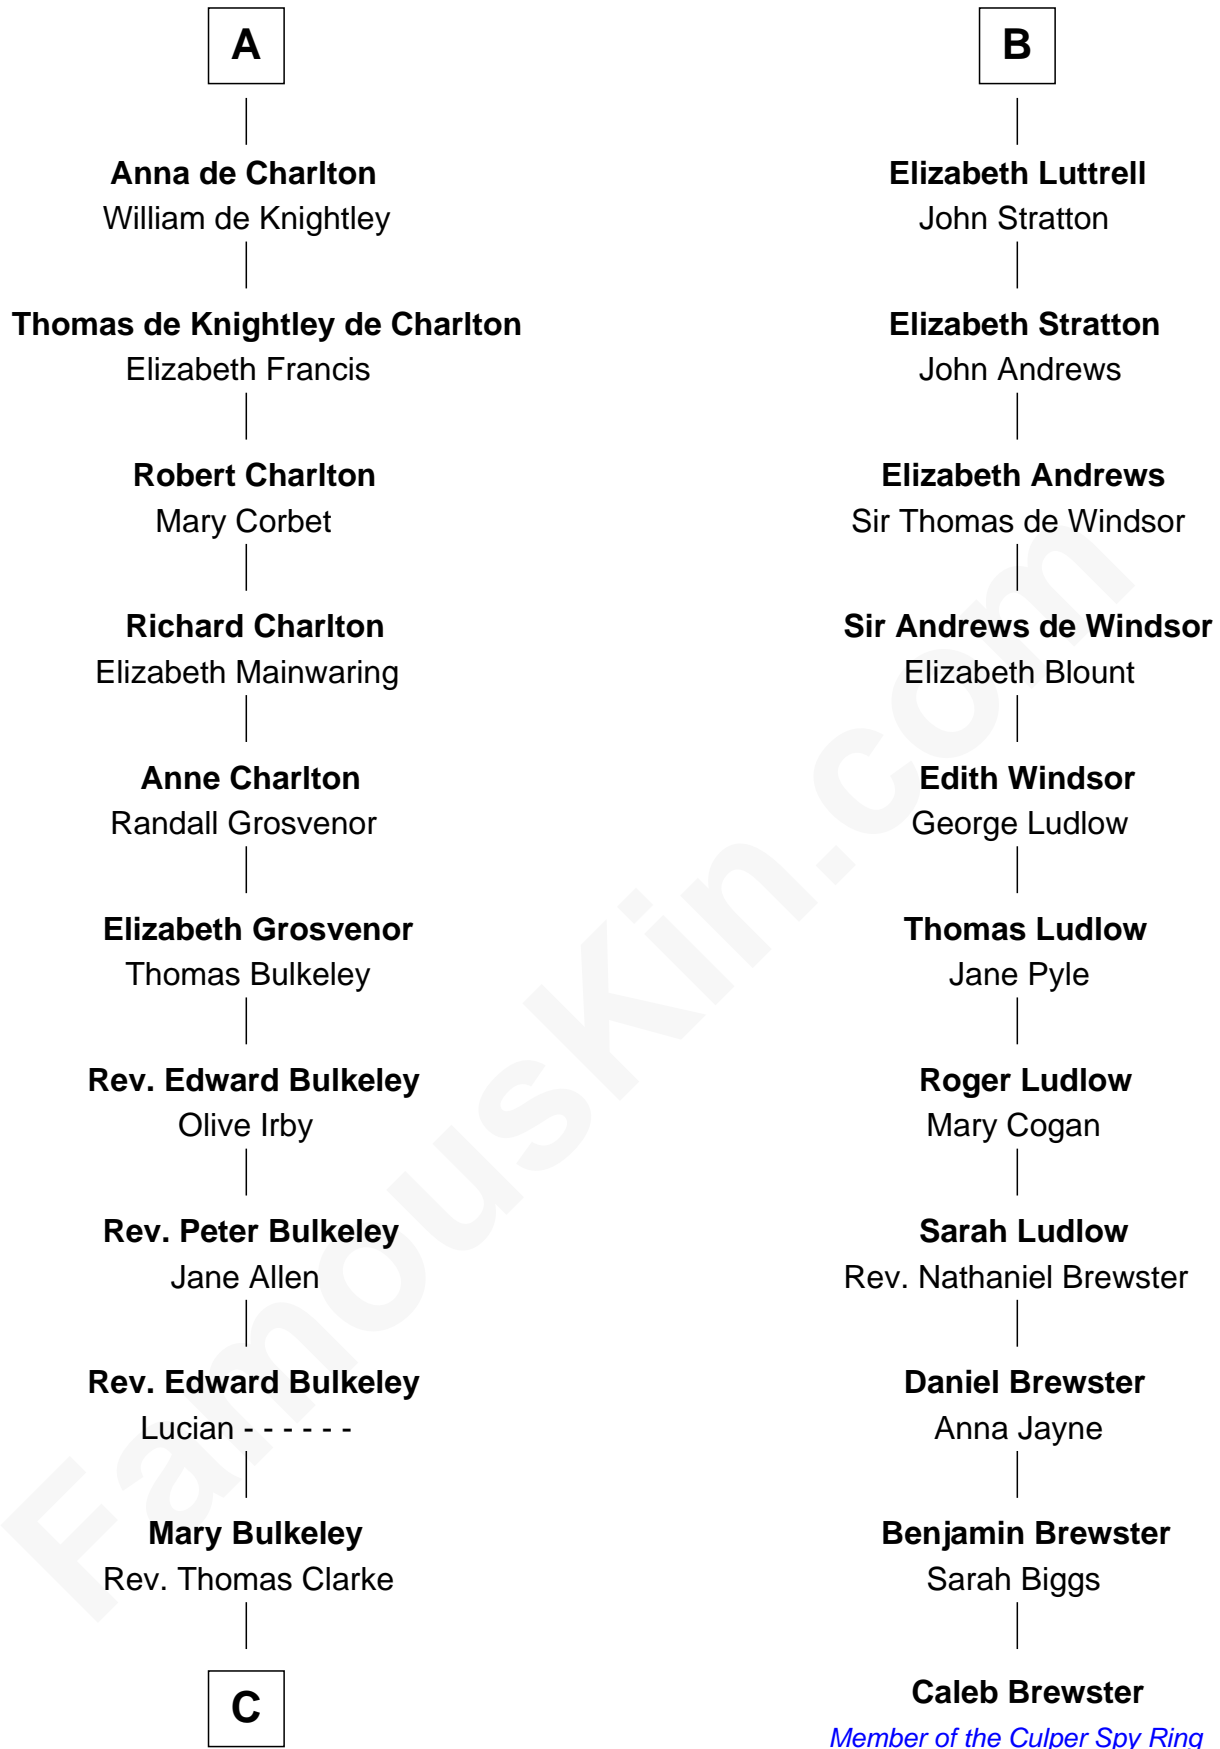 A
Anna de Charlton
William de Knightley
Thomas de Knightley de Charlton
Elizabeth Francis
Robert Charlton
Mary Corbet
Richard Charlton
Elizabeth Mainwaring
Anne Charlton
Randall Grosvenor
Elizabeth Grosvenor
Thomas Bulkeley
Rev. Edward Bulkeley
Olive Irby
Rev. Peter Bulkeley
Jane Allen
Rev. Edward Bulkeley
Lucian - - - - - -
Mary Bulkeley
Rev. Thomas Clarke
C
B
Elizabeth Luttrell
John Stratton
Elizabeth Stratton
John Andrews
Elizabeth Andrews
Sir Thomas de Windsor
Sir Andrews de Windsor
Elizabeth Blount
Edith Windsor
George Ludlow
Thomas Ludlow
Jane Pyle
Roger Ludlow
Mary Cogan
Sarah Ludlow
Rev. Nathaniel Brewster
Daniel Brewster
Anna Jayne
Benjamin Brewster
Sarah Biggs
Caleb Brewster
Member of the Culper Spy Ring
FamousKin.com